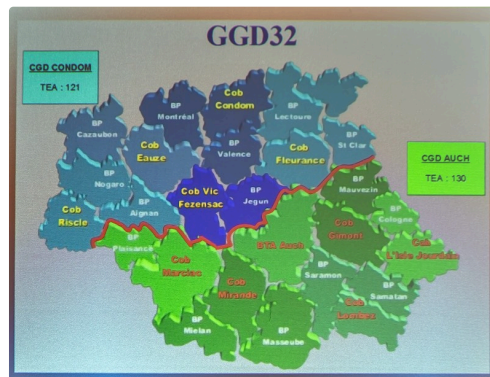 GGD32
CGD CONDOM
TEA : 121
Cob
Condom
BP
Montréal
BP
Lectoure
BP
Cazaubon
Cob
Eauze
BP
Valence
Cob
Fleurance
BP
St Clar
CGD AUCH
TEA : 130
BP
Nogaro
Cob Vic
Fezensac
BP
Jegun
BP
Mauvezin
Cob
Riscle
BP
Aignan
BP
Cologne
BP
Plaisance
BTA Auch
Cob
Gimont
Cob
L'Isle Jourdain
Cob
Marciac
BP
Saramon
Cob
Mirande
BP
Samatan
Cob
Lombez
BP
Mielan
BP
Masseube